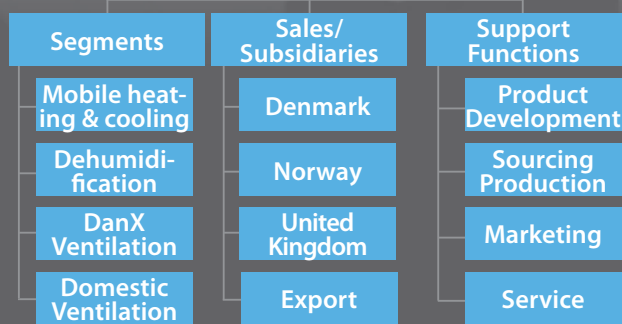 Segments
Mobile heat-
ing & cooling
Dehumidi-
fication
DanX
Ventilation
Domestic
Ventilation
Sales/
Subsidiaries
Denmark
Norway
United
Kingdom
Export
Support
Functions
Product
Development
Sourcing
Production
Marketing
Service